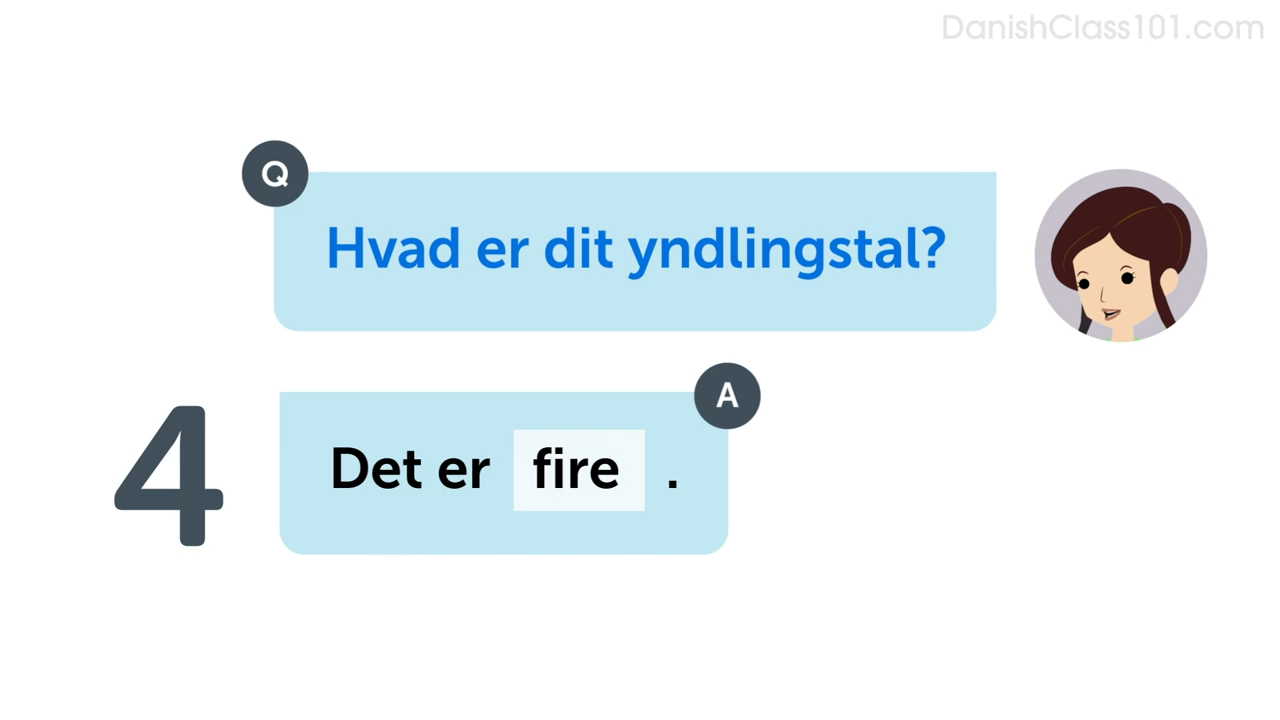 DanishClass101.com
Q
Hvad er dit yndlingstal?
A
4
Det er fire .